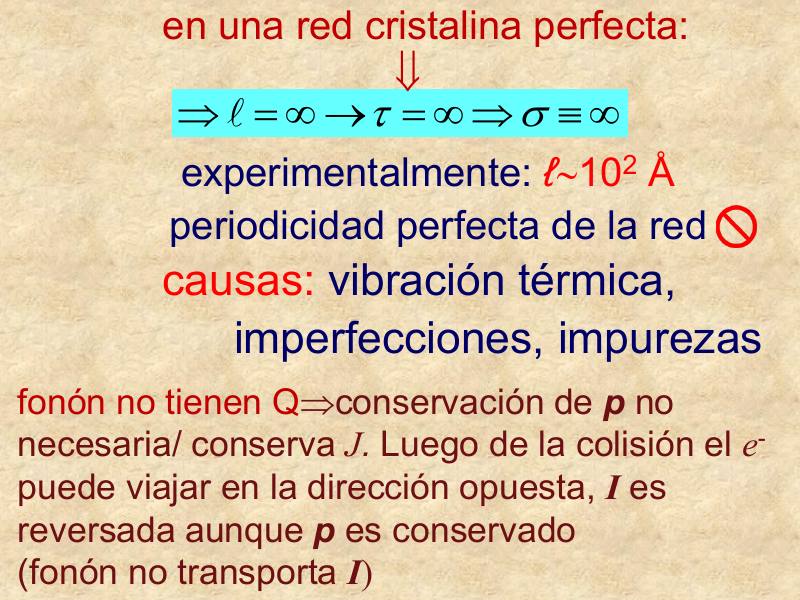 en una red cristalina perfecta:
⇓
⇒ ℓ = ∞ → τ = ∞ ⇒ σ ≡ ∞
experimentalmente: ℓ~10² Å
periodicidad perfecta de la red
causas: vibración térmica,
imperfecciones, impurezas
fonón no tienen Q⇒conservación de p no
necesaria/ conserva J. Luego de la colisión el e⁻
puede viajar en la dirección opuesta, I es
reversada aunque p es conservado
(fonón no transporta I)